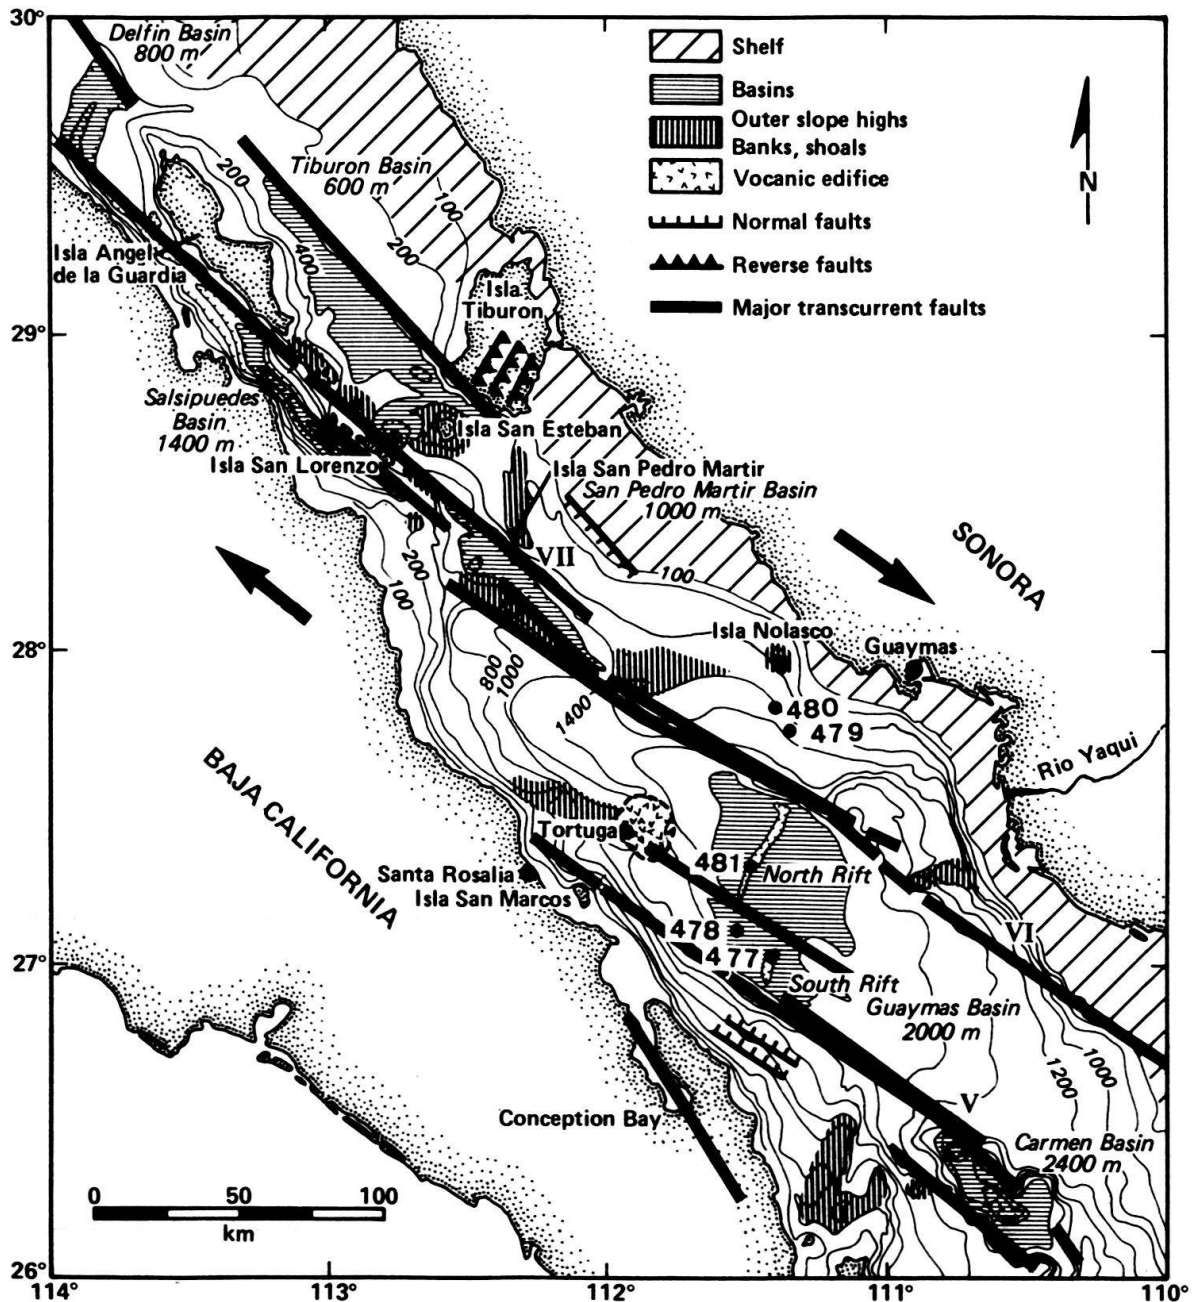 30°
Delfin Basin
800 m
Shelf
Basins
Outer slope highs
Banks, shoals
Vocanic edifice
Normal faults
Reverse faults
Major transcurrent faults
N
200
Tiburon Basin
600 m
100
200
400
Isla Angel
de la Guardia
Isla
Tiburon
29°
Salsipuedes
Basin
1400 m
Isla San Esteban
Isla San Lorenzo
Isla San Pedro Martir
San Pedro Martir Basin
1000 m
SONORA
VII
200
100
100
28°
Isla Nolasco
Guaymas
800
1000
1400
480
479
Rio Yaqui
BAJA CALIFORNIA
Tortuga
481
North Rift
Santa Rosalia
Isla San Marcos
478
477
VI
27°
South Rift
Guaymas Basin
2000 m
1000
1200
V
Conception Bay
Carmen Basin
2400 m
0 50 100
km
26°
114° 113° 112° 111° 110°